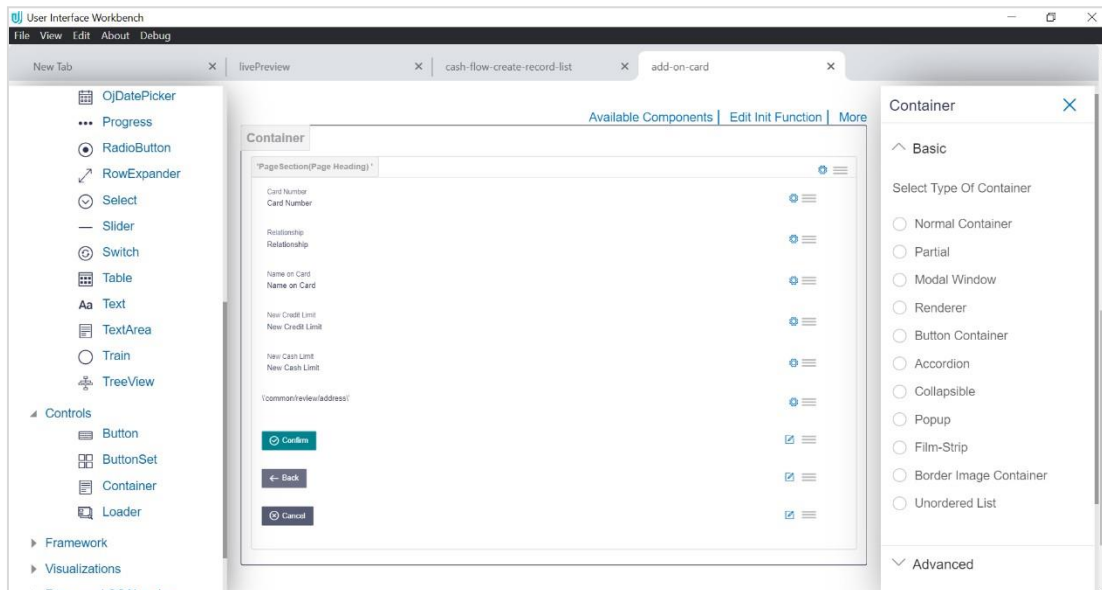 User Interface Workbench
File View Edit About Debug
New Tab
livePreview
cash-flow-create-record-list
add-on-card
OjDatePicker
Progress
RadioButton
RowExpander
Select
Slider
Switch
Table
Aa Text
TextArea
Train
TreeView
Controls
Button
ButtonSet
Container
Loader
Framework
Visualizations
Available Components | Edit Init Function | More
Container
'PageSection(Page Heading)'
Card Number
Card Number
Relationship
Relationship
Name on Card
Name on Card
New Credit Limit
New Credit Limit
New Cash Limit
New Cash Limit
\'common/review/address\'
Confirm
Back
Cancel
Container
Basic
Select Type Of Container
Normal Container
Partial
Modal Window
Renderer
Button Container
Accordion
Collapsible
Popup
Film-Strip
Border Image Container
Unordered List
Advanced